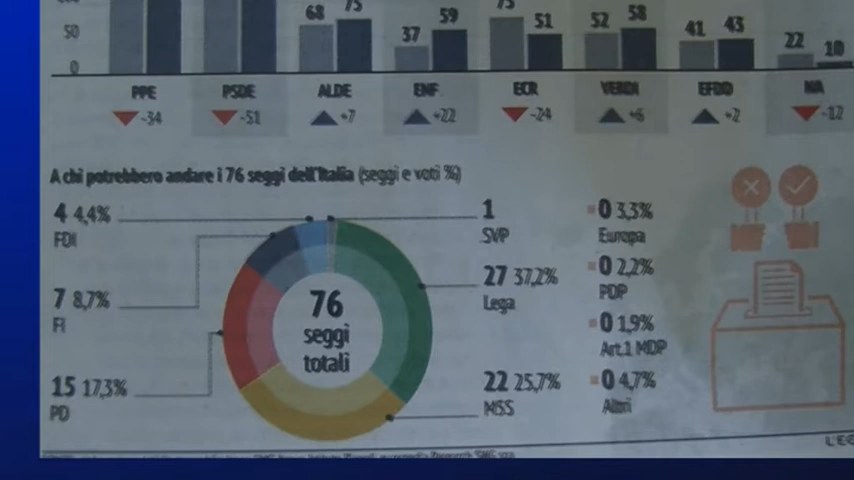 50
0
68 75
37 59
73 51
52 58
41 43
22 10
PPE PSDE ALDE ENF ECR VERDI EFDD NA
-34 -51 +7 +22 -24 +6 +2 -12
A chi potrebbero andare i 76 seggi dell'Italia (seggi e voti %)
4 4,4%
FDI
7 8,7%
FI
15 17,3%
PD
76
seggi
totali
1
SVP
27 37,2%
Lega
22 25,7%
M5S
0 3,3%
Europa
0 2,2%
PDP
0 1,9%
Art.1 MDP
0 4,7%
Altri